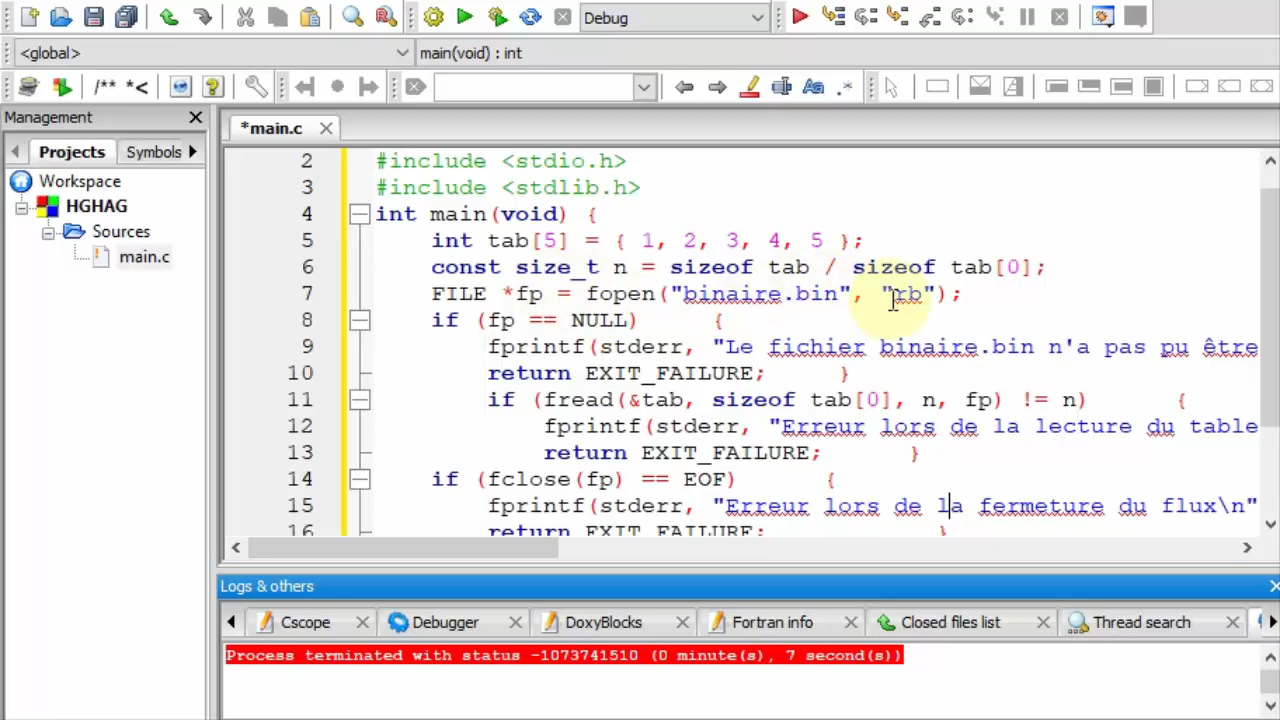 Debug
<global>
main(void) : int
/** *<
Aa .*
Management
*main.c
Projects
Symbols
Workspace
HGHAG
Sources
main.c
2 #include <stdio.h>
3 #include <stdlib.h>
4 int main(void) {
5 int tab[5] = { 1, 2, 3, 4, 5 };
6 const size_t n = sizeof tab / sizeof tab[0];
7 FILE *fp = fopen("binaire.bin", "rb");
8 if (fp == NULL) {
9 fprintf(stderr, "Le fichier binaire.bin n'a pas pu être
10 return EXIT_FAILURE; }
11 if (fread(&tab, sizeof tab[0], n, fp) != n) {
12 fprintf(stderr, "Erreur lors de la lecture du table
13 return EXIT_FAILURE; }
14 if (fclose(fp) == EOF) {
15 fprintf(stderr, "Erreur lors de la fermeture du flux\n"
16 return EXIT_FAILURE; }
Logs & others
Cscope
Debugger
DoxyBlocks
Fortran info
Closed files list
Thread search
Process terminated with status -1073741510 (0 minute(s), 7 second(s))